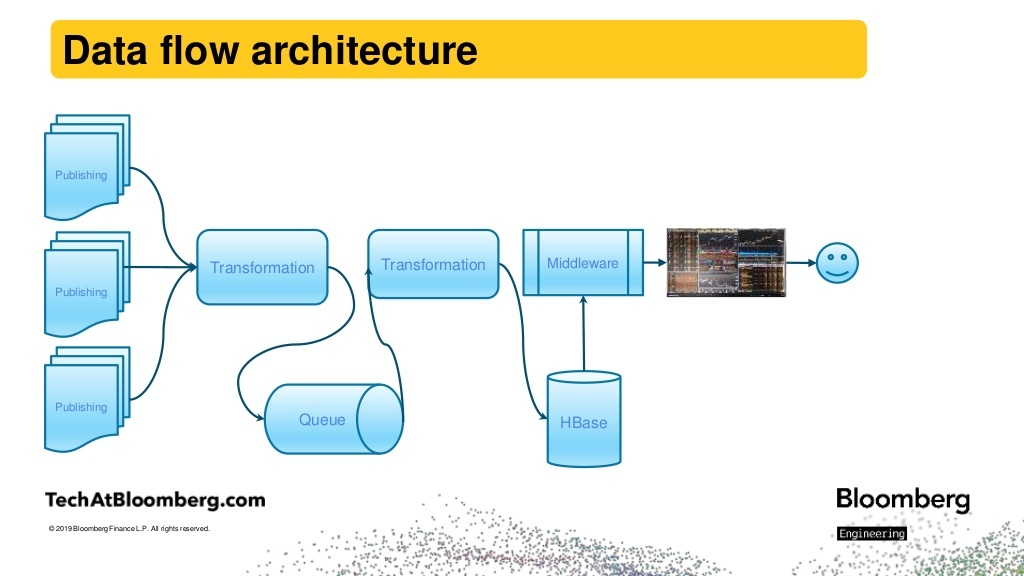 Data flow architecture
Publishing
Publishing
Publishing
Transformation
Transformation
Queue
Middleware
HBase
TechAtBloomberg.com
© 2019 Bloomberg Finance L.P. All rights reserved.
Bloomberg
Engineering